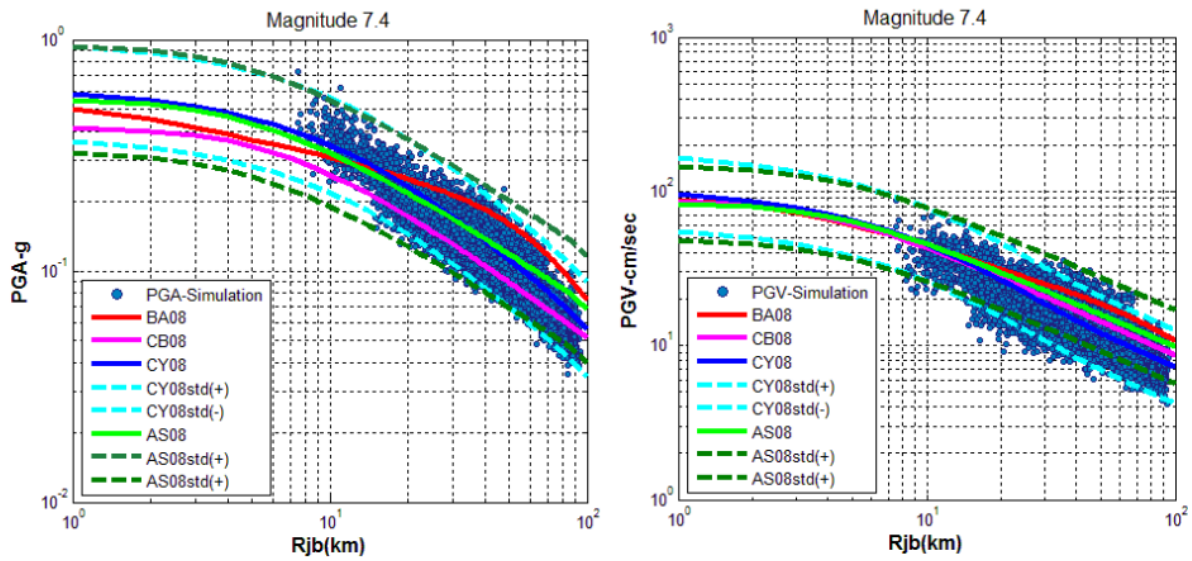 Magnitude 7.4
10^0
10^-1
10^-2
PGA-g
PGA-Simulation
BA08
CB08
CY08
CY08std(+)
CY08std(-)
AS08
AS08std(+)
AS08std(+)
10^0
10^1
10^2
Rjb(km)
Magnitude 7.4
10^3
10^2
10^1
10^0
PGV-cm/sec
PGV-Simulation
BA08
CB08
CY08
CY08std(+)
CY08std(-)
AS08
AS08std(+)
AS08std(+)
10^0
10^1
10^2
Rjb(km)